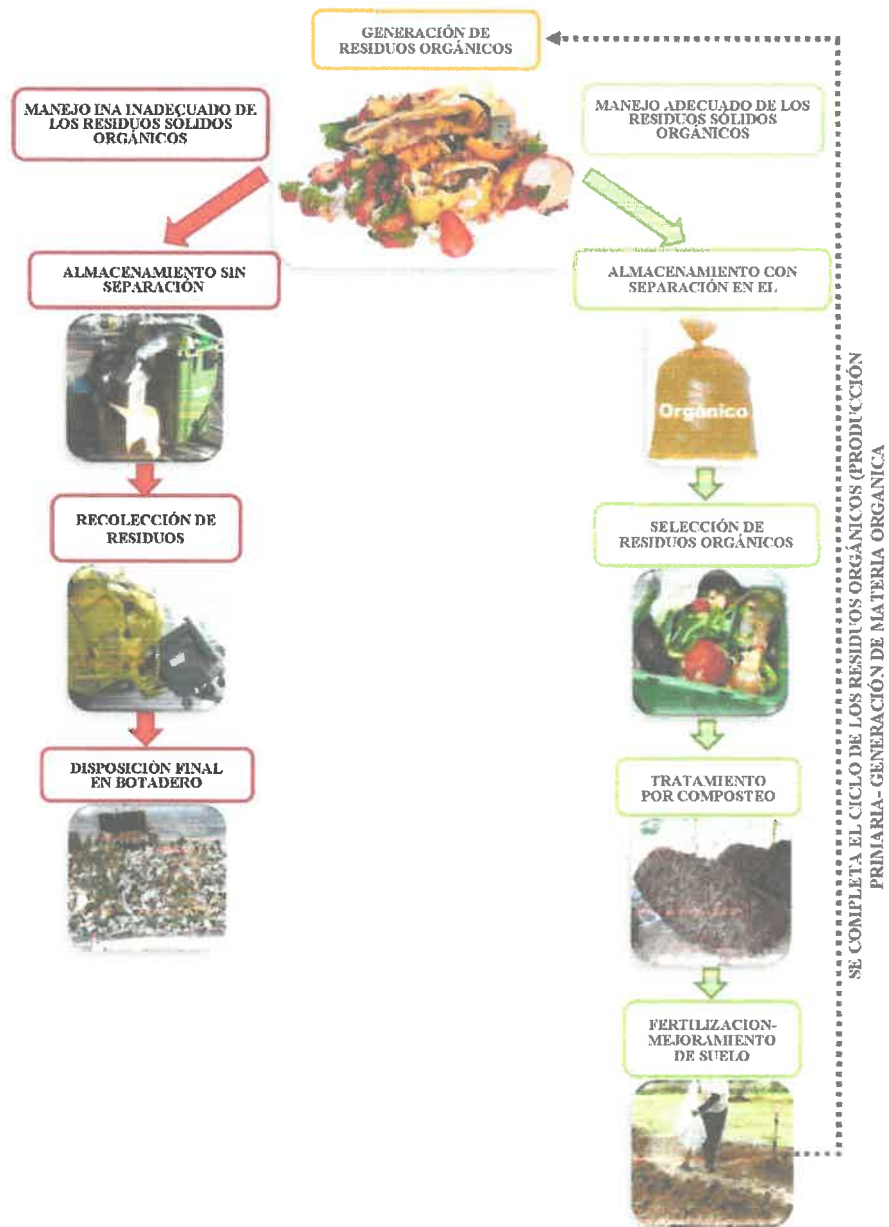 GENERACIÓN DE
RESIDUOS ORGÁNICOS
MANEJO INA INADECUADO DE
LOS RESIDUOS SÓLIDOS
ORGÁNICOS
MANEJO ADECUADO DE LOS
RESIDUOS SÓLIDOS
ORGÁNICOS
ALMACENAMIENTO SIN
SEPARACIÓN
ALMACENAMIENTO CON
SEPARACIÓN EN EL
Orgánico
RECOLECCIÓN DE
RESIDUOS
SELECCIÓN DE
RESIDUOS ORGÁNICOS
DISPOSICIÓN FINAL
EN BOTADERO
TRATAMIENTO
POR COMPOSTEO
FERTILIZACION-
MEJORAMIENTO
DE SUELO
SE COMPLETA EL CICLO DE LOS RESIDUOS ORGÁNICOS (PRODUCCIÓN
PRIMARIA- GENERACIÓN DE MATERIA ORGANICA